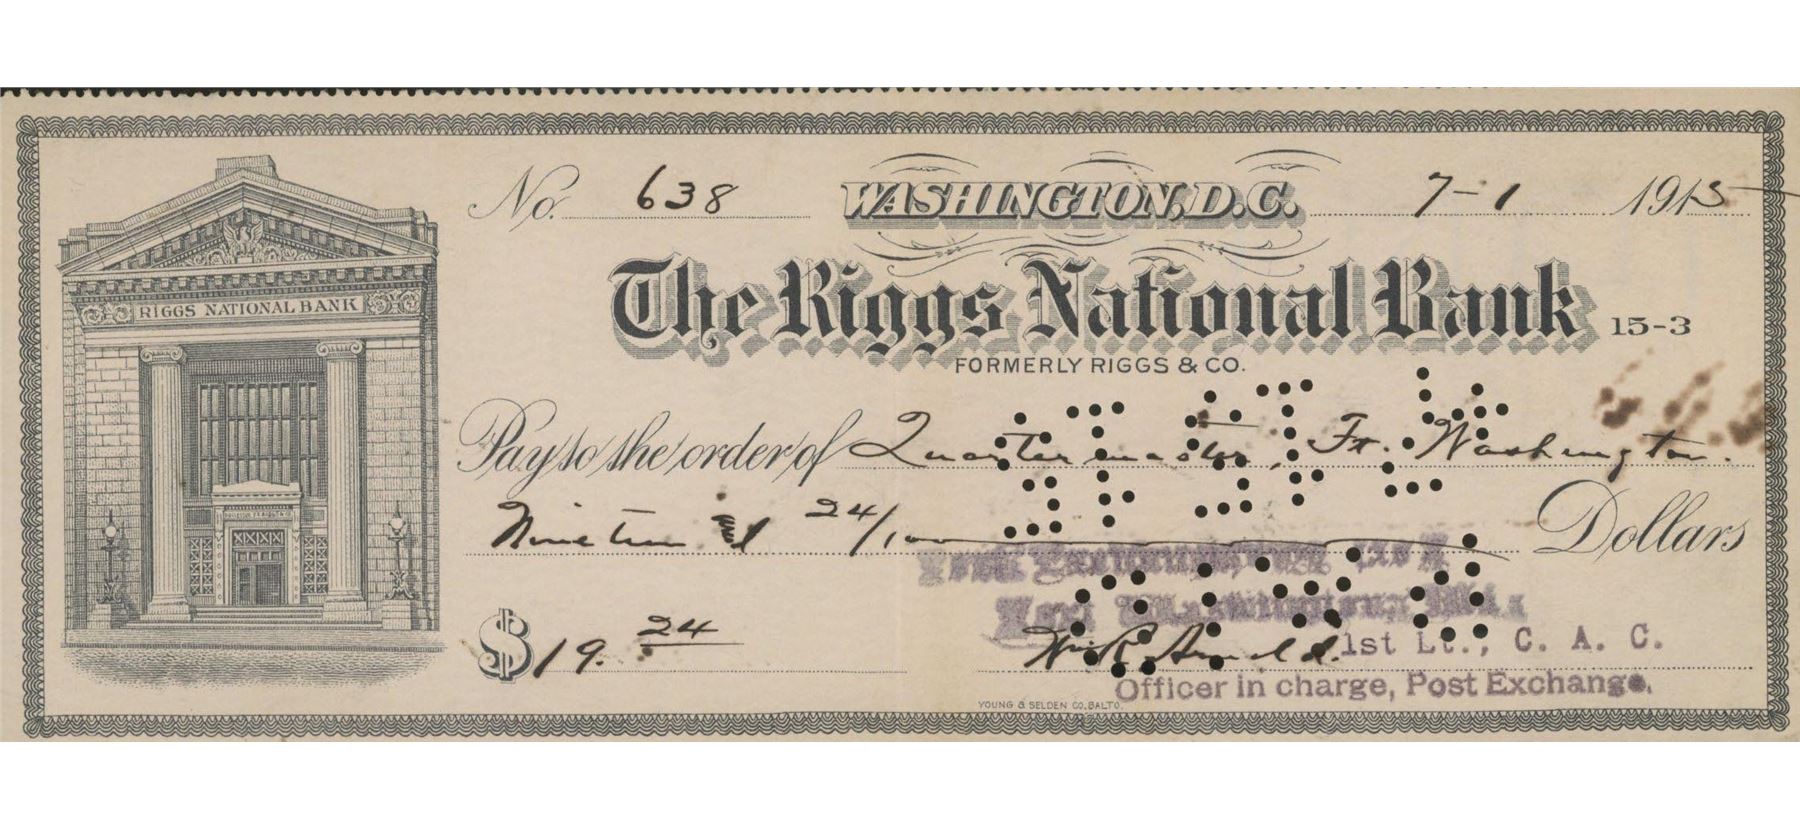 No. 638 WASHINGTON, D.C. 7-1 1915
The Riggs National Bank 15-3
FORMERLY RIGGS & CO.
RIGGS NATIONAL BANK
Pay to the order of Quartermaster, Ft. Washington.
Nineteen & 24/100 Dollars
$19.24
Wm R. Arnold. 1st Lt., C. A. C.
Officer in charge, Post Exchange.
YOUNG & SELDEN CO. BALTO.